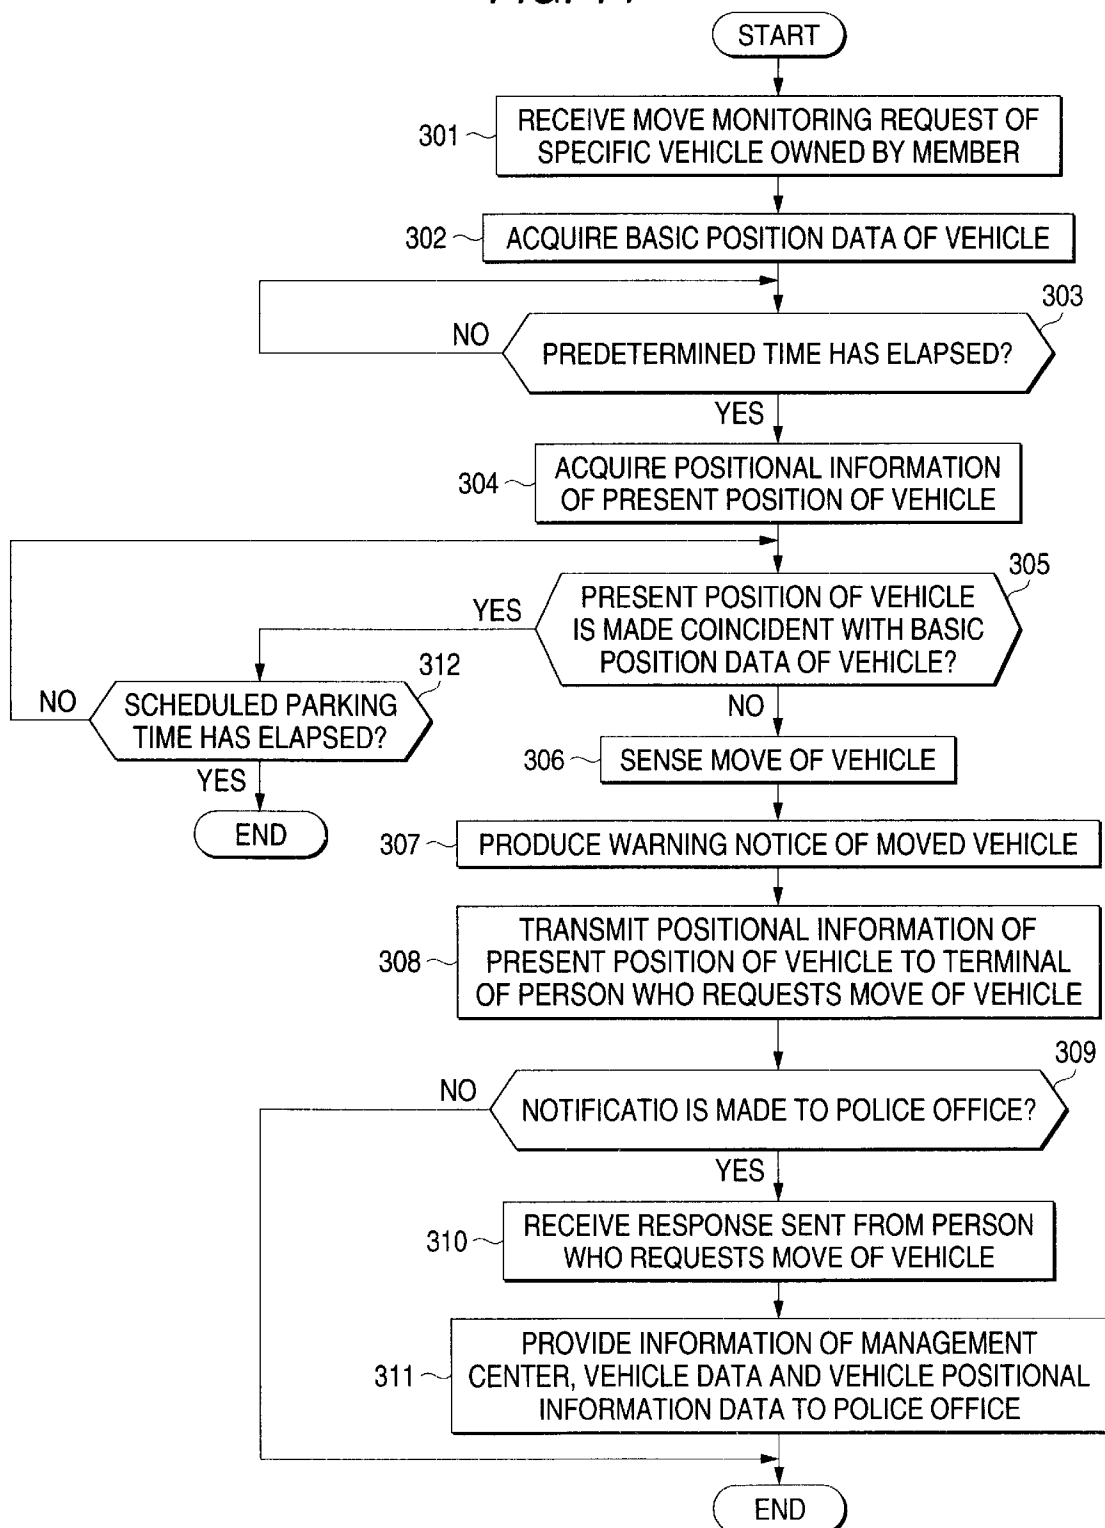 START
301
RECEIVE MOVE MONITORING REQUEST OF
SPECIFIC VEHICLE OWNED BY MEMBER
302
ACQUIRE BASIC POSITION DATA OF VEHICLE
303
NO
PREDETERMINED TIME HAS ELAPSED?
YES
304
ACQUIRE POSITIONAL INFORMATION
OF PRESENT POSITION OF VEHICLE
305
YES
PRESENT POSITION OF VEHICLE
IS MADE COINCIDENT WITH BASIC
POSITION DATA OF VEHICLE?
312
NO
SCHEDULED PARKING
TIME HAS ELAPSED?
YES
END
NO
306
SENSE MOVE OF VEHICLE
307
PRODUCE WARNING NOTICE OF MOVED VEHICLE
308
TRANSMIT POSITIONAL INFORMATION OF
PRESENT POSITION OF VEHICLE TO TERMINAL
OF PERSON WHO REQUESTS MOVE OF VEHICLE
309
NO
NOTIFICATIO IS MADE TO POLICE OFFICE?
YES
310
RECEIVE RESPONSE SENT FROM PERSON
WHO REQUESTS MOVE OF VEHICLE
311
PROVIDE INFORMATION OF MANAGEMENT
CENTER, VEHICLE DATA AND VEHICLE POSITIONAL
INFORMATION DATA TO POLICE OFFICE
END